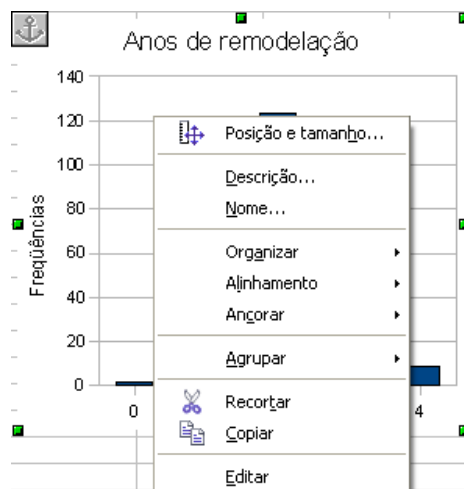 Anos de remodelação
140
120
100
80
60
40
20
0
Freqüências
0
4
Posição e tamanho...
Descrição...
Nome...
Organizar
Alinhamento
Ancorar
Agrupar
Recortar
Copiar
Editar